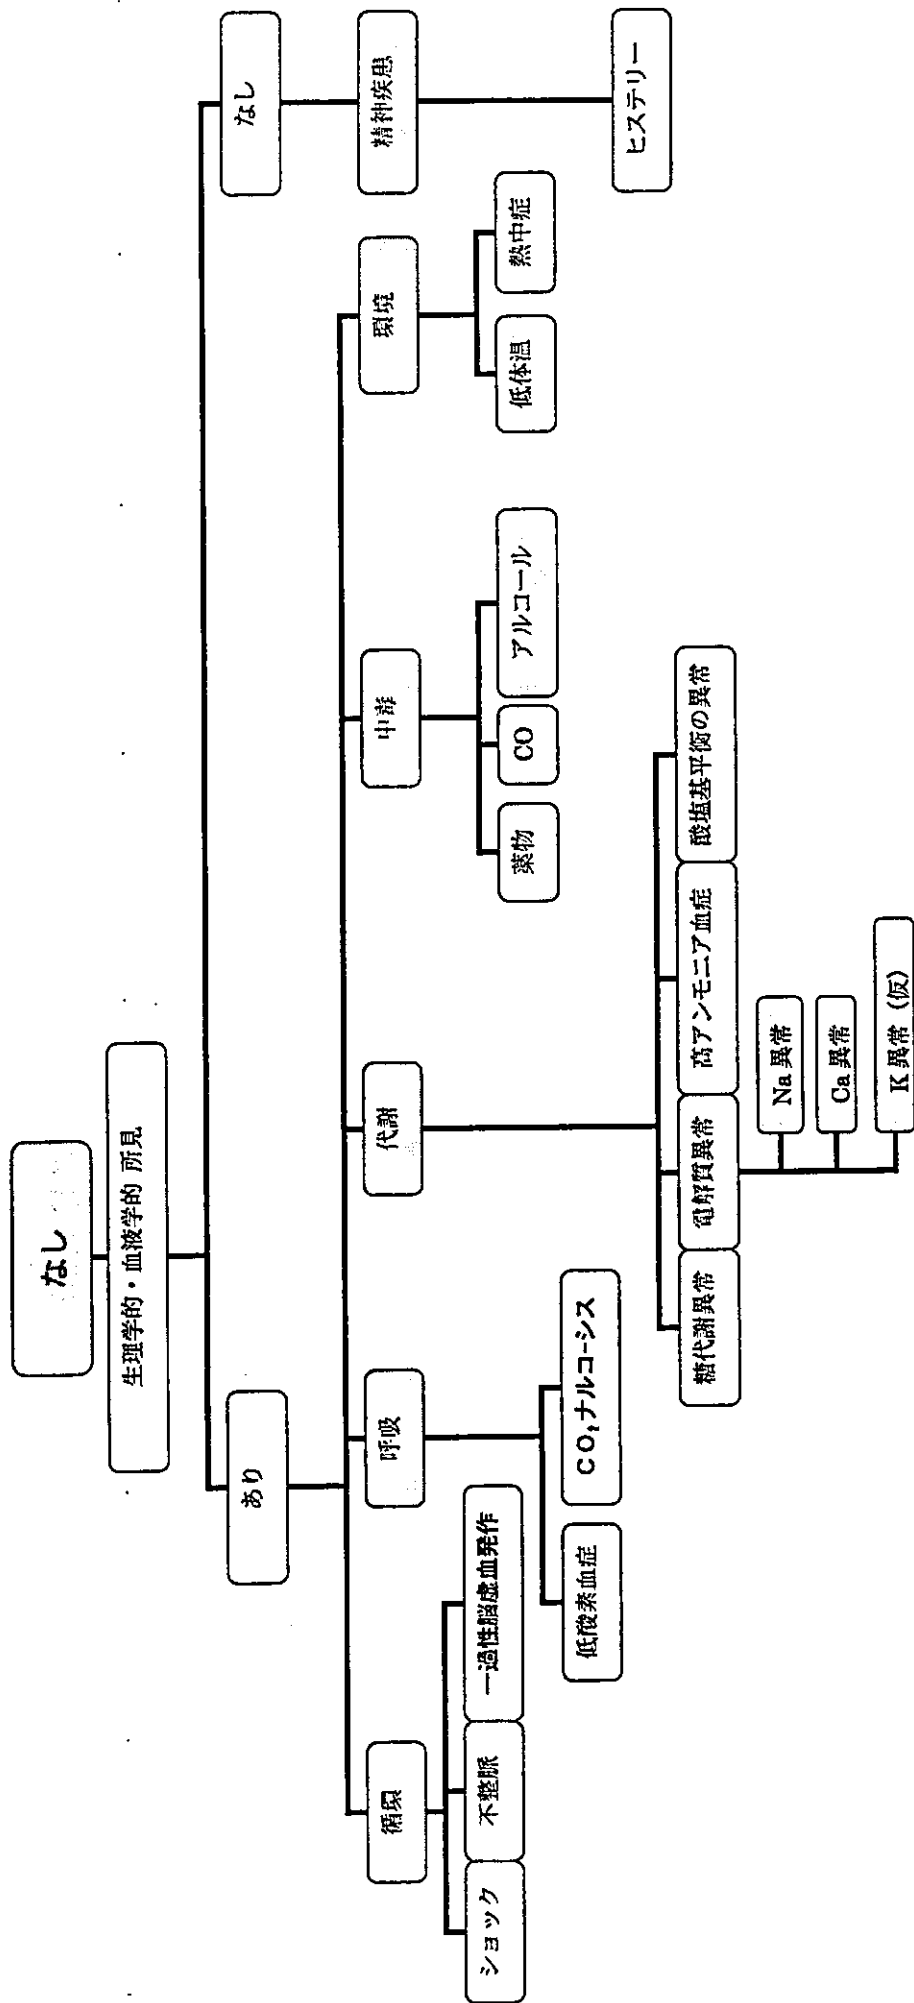 なし
生理学的・血液学的 所見
あり
なし
循環
呼吸
代謝
中毒
環境
精神疾患
ショック
不整脈
一過性脳虚血発作
低酸素血症
CO₂ナルコーシス
糖代謝異常
電解質異常
高アンモニア血症
酸塩基平衡の異常
Na異常
Ca異常
K異常(仮)
薬物
CO
アルコール
低体温
熱中症
ヒステリー